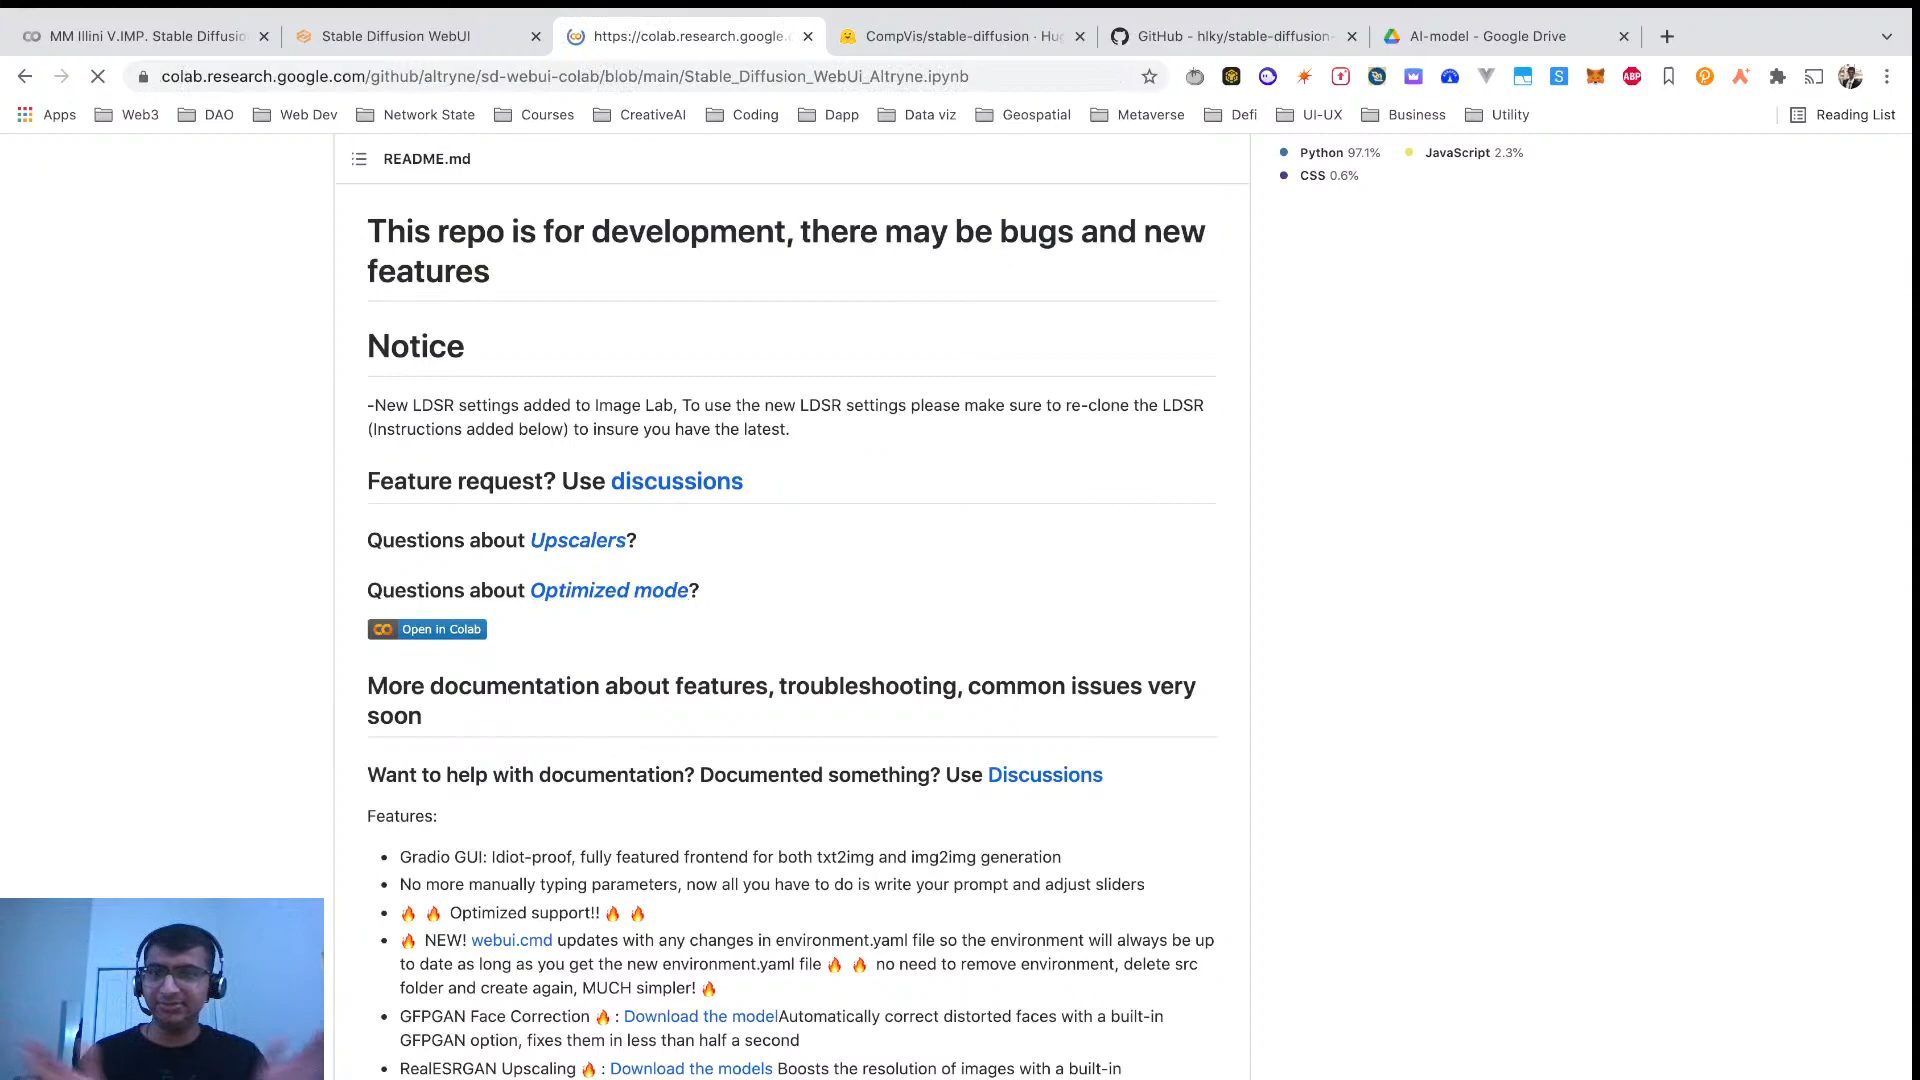 MM Illini V.IMP. Stable Diffusio
Stable Diffusion WebUI
https://colab.research.google.c
CompVis/stable-diffusion · Hug
GitHub - hlky/stable-diffusion-
AI-model - Google Drive
colab.research.google.com/github/altryne/sd-webui-colab/blob/main/Stable_Diffusion_WebUi_Altryne.ipynb
S
ABP
Apps
Web3
DAO
Web Dev
Network State
Courses
CreativeAI
Coding
Dapp
Data viz
Geospatial
Metaverse
Defi
UI-UX
Business
Utility
Reading List
README.md
Python 97.1%
JavaScript 2.3%
CSS 0.6%
This repo is for development, there may be bugs and new
features
Notice
-New LDSR settings added to Image Lab, To use the new LDSR settings please make sure to re-clone the LDSR
(Instructions added below) to insure you have the latest.
Feature request? Use discussions
Questions about Upscalers?
Questions about Optimized mode?
Open in Colab
More documentation about features, troubleshooting, common issues very
soon
Want to help with documentation? Documented something? Use Discussions
Features:
• Gradio GUI: Idiot-proof, fully featured frontend for both txt2img and img2img generation
• No more manually typing parameters, now all you have to do is write your prompt and adjust sliders
• 🔥 🔥 Optimized support!! 🔥 🔥
• 🔥 NEW! webui.cmd updates with any changes in environment.yaml file so the environment will always be up
to date as long as you get the new environment.yaml file 🔥 🔥 no need to remove environment, delete src
folder and create again, MUCH simpler! 🔥
• GFPGAN Face Correction 🔥 : Download the modelAutomatically correct distorted faces with a built-in
GFPGAN option, fixes them in less than half a second
• RealESRGAN Upscaling 🔥 : Download the models Boosts the resolution of images with a built-in